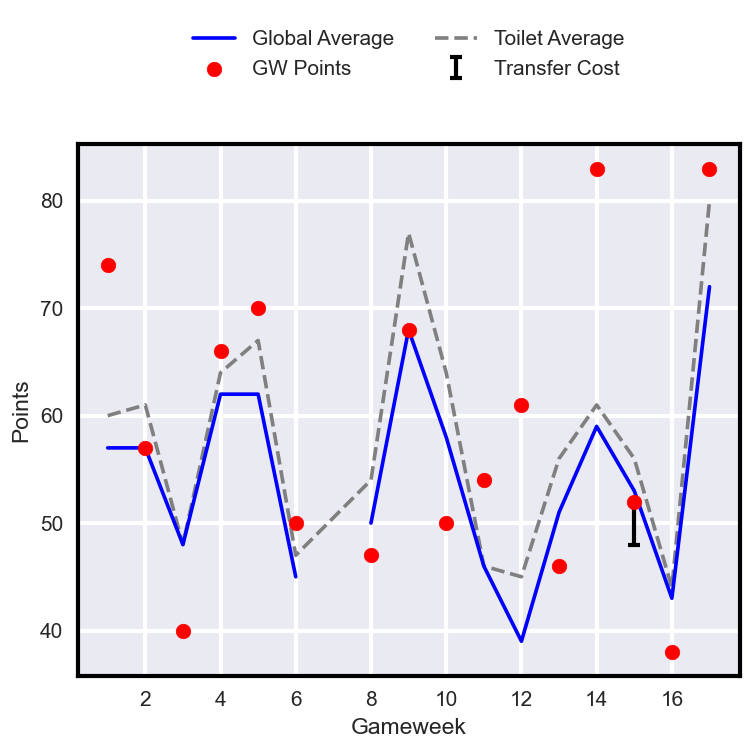 Global Average
Toilet Average
GW Points
Transfer Cost
80
70
60
50
40
Points
2 4 6 8 10 12 14 16
Gameweek